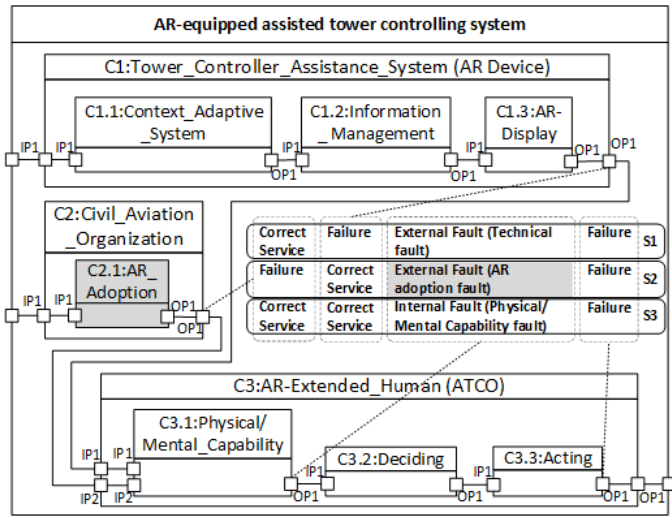 AR-equipped assisted tower controlling system
C1:Tower_Controller_Assistance_System (AR Device)
C1.1:Context_Adaptive
_System
C1.2:Information
_Management
C1.3:AR-
Display
IP1
IP1
OP1
IP1
OP1
IP1
OP1
OP1
OP1
C2:Civil_Aviation
_Organization
C2.1:AR_
Adoption
IP1
IP1
OP1
OP1
Correct
Service
Failure
External Fault (Technical
fault)
Failure
S1
Failure
Correct
Service
External Fault (AR
adoption fault)
Failure
S2
Correct
Service
Correct
Service
Internal Fault (Physical/
Mental Capability fault)
Failure
S3
C3:AR-Extended_Human (ATCO)
C3.1:Physical/
Mental_Capability
C3.2:Deciding
C3.3:Acting
IP1
IP1
IP2
IP2
OP1
IP1
OP1
IP1
OP1
OP1